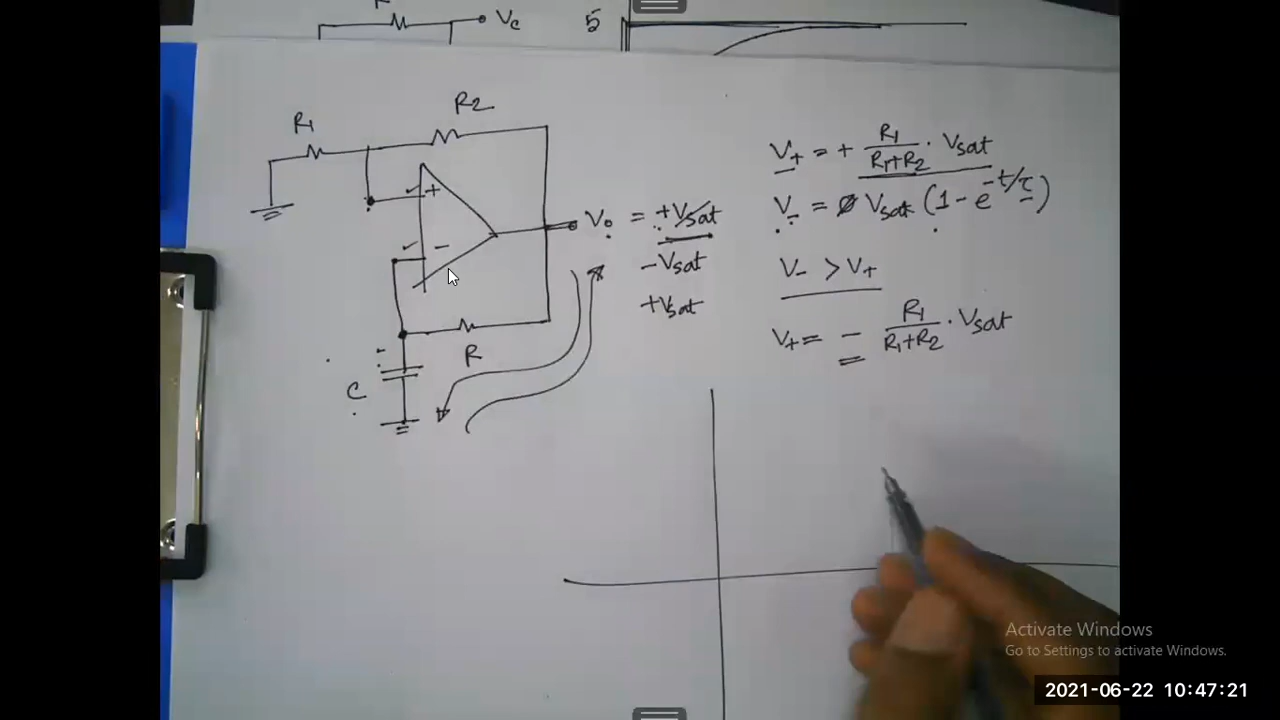 R
Vc
5
R1
R2
+
-
Vo = +Vsat
-Vsat
+Vsat
R
C
V+ = + R1/(R1+R2) · Vsat
V- = Vsat (1 - e^-t/τ)
V- > V+
V+ = - R1/(R1+R2) · Vsat
Activate Windows
Go to Settings to activate Windows.
2021-06-22 10:47:21